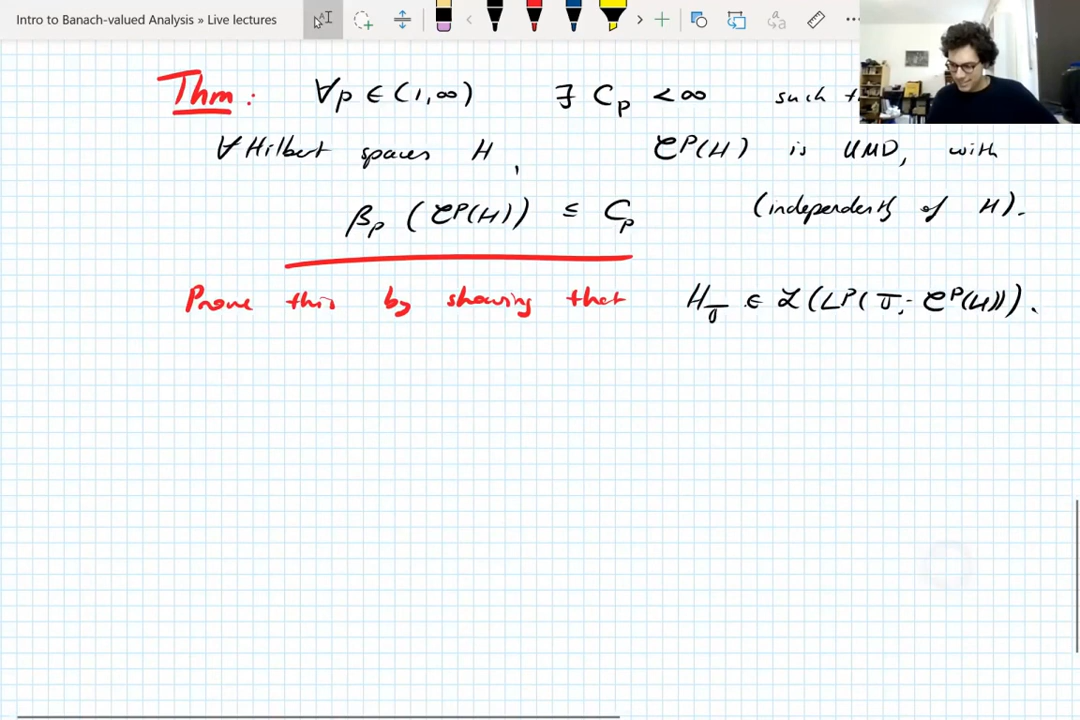 Intro to Banach-valued Analysis » Live lectures
Thm: ∀p ∈ (1,∞) ∃ C_p < ∞ such
∀ Hilbert spaces H, 𝒞^p(H) is UMD, with
β_p (𝒞^p(H)) ≤ C_p (independently of H).
Prove this by showing that H_𝕋 ∈ ℒ(L^p(𝕋; 𝒞^p(H))).